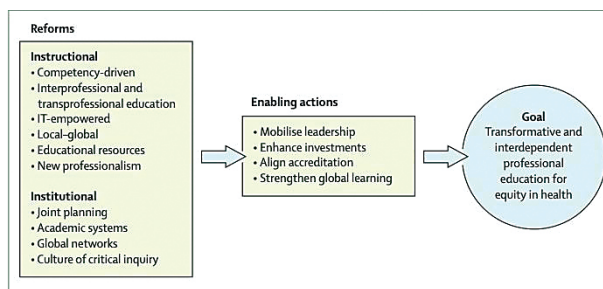 Reforms
Instructional
• Competency-driven
• Interprofessional and
transprofessional education
• IT-empowered
• Local–global
• Educational resources
• New professionalism
Institutional
• Joint planning
• Academic systems
• Global networks
• Culture of critical inquiry
Enabling actions
• Mobilise leadership
• Enhance investments
• Align accreditation
• Strengthen global learning
Goal
Transformative and
interdependent
professional
education for
equity in health